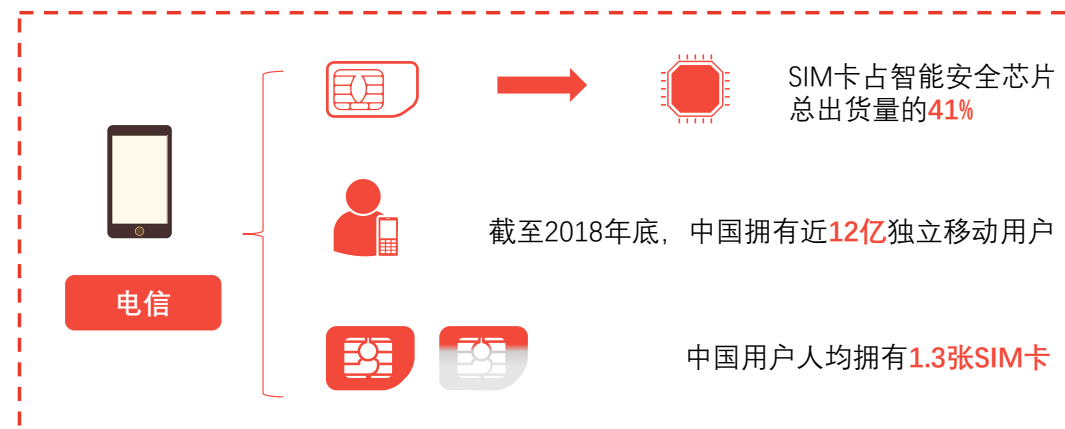 SIM卡占智能安全芯片
总出货量的41%
截至2018年底，中国拥有近12亿独立移动用户
电信
中国用户人均拥有1.3张SIM卡